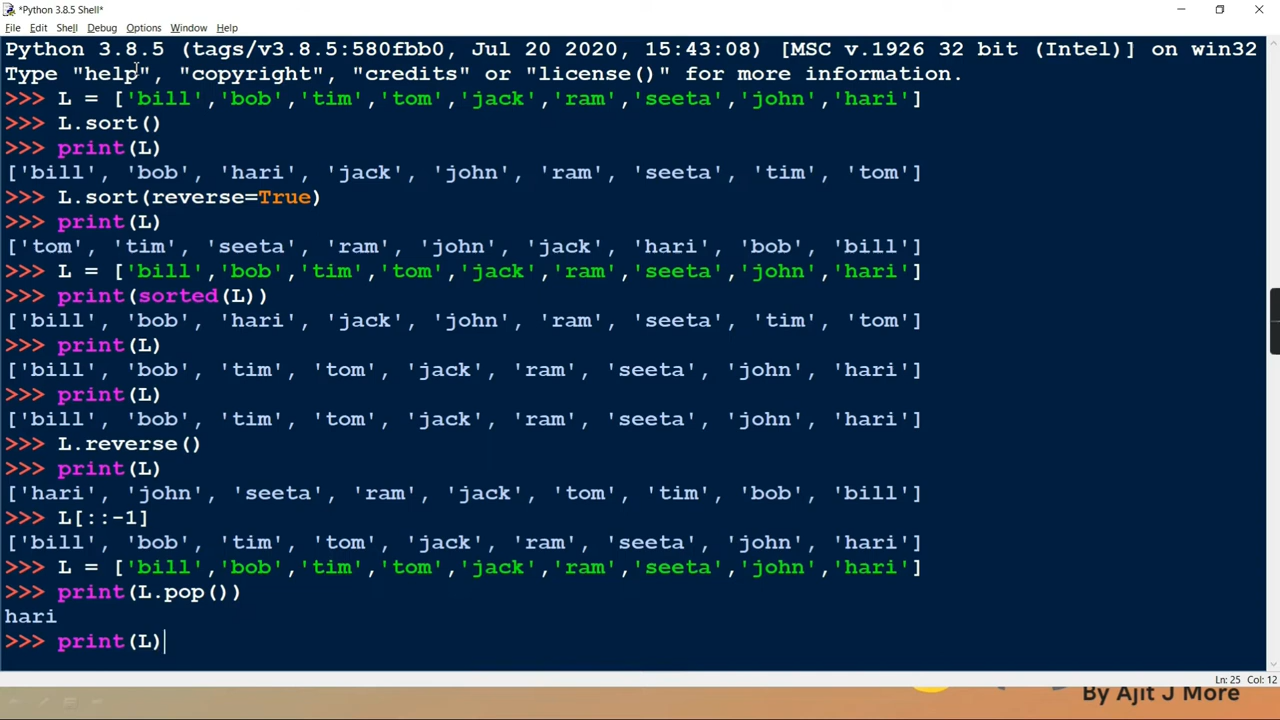 *Python 3.8.5 Shell*
File Edit Shell Debug Options Window Help
Python 3.8.5 (tags/v3.8.5:580fbb0, Jul 20 2020, 15:43:08) [MSC v.1926 32 bit (Intel)] on win32
Type "help", "copyright", "credits" or "license()" for more information.
>>> L = ['bill','bob','tim','tom','jack','ram','seeta','john','hari']
>>> L.sort()
>>> print(L)
['bill', 'bob', 'hari', 'jack', 'john', 'ram', 'seeta', 'tim', 'tom']
>>> L.sort(reverse=True)
>>> print(L)
['tom', 'tim', 'seeta', 'ram', 'john', 'jack', 'hari', 'bob', 'bill']
>>> L = ['bill','bob','tim','tom','jack','ram','seeta','john','hari']
>>> print(sorted(L))
['bill', 'bob', 'hari', 'jack', 'john', 'ram', 'seeta', 'tim', 'tom']
>>> print(L)
['bill', 'bob', 'tim', 'tom', 'jack', 'ram', 'seeta', 'john', 'hari']
>>> print(L)
['bill', 'bob', 'tim', 'tom', 'jack', 'ram', 'seeta', 'john', 'hari']
>>> L.reverse()
>>> print(L)
['hari', 'john', 'seeta', 'ram', 'jack', 'tom', 'tim', 'bob', 'bill']
>>> L[::-1]
['bill', 'bob', 'tim', 'tom', 'jack', 'ram', 'seeta', 'john', 'hari']
>>> L = ['bill','bob','tim','tom','jack','ram','seeta','john','hari']
>>> print(L.pop())
hari
>>> print(L)
Ln: 25 Col: 12
By Ajit J More